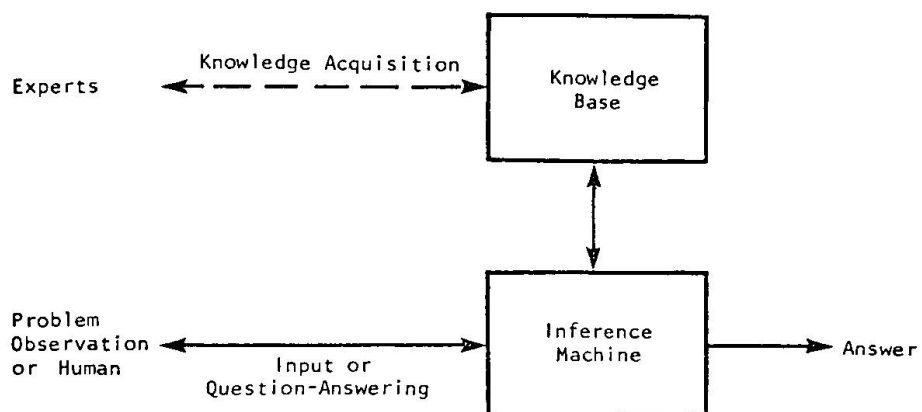 Knowledge Acquisition
Experts
Knowledge
Base
Problem
Observation
or Human
Input or
Question-Answering
Inference
Machine
Answer